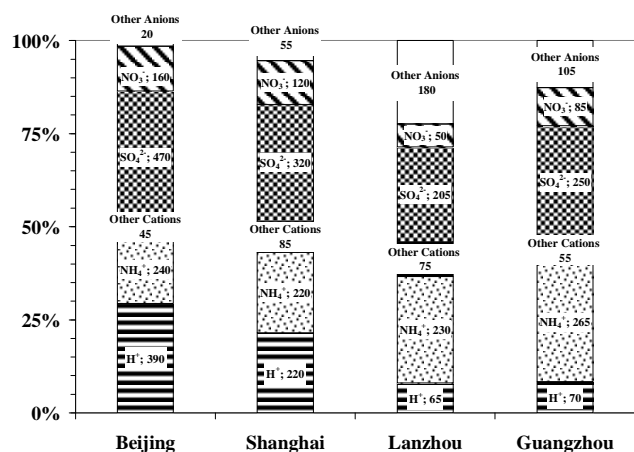 Other Anions
20
Other Anions
55
Other Anions
180
Other Anions
105
100%
75%
50%
25%
0%
NO₃⁻; 160
NO₃⁻; 120
NO₃⁻; 50
NO₃⁻; 85
SO₄²⁻; 470
SO₄²⁻; 320
SO₄²⁻; 205
SO₄²⁻; 250
Other Cations
45
Other Cations
85
Other Cations
75
Other Cations
55
NH₄⁺; 240
NH₄⁺; 220
NH₄⁺; 230
NH₄⁺; 265
H⁺; 390
H⁺; 220
H⁺; 65
H⁺; 70
Beijing
Shanghai
Lanzhou
Guangzhou